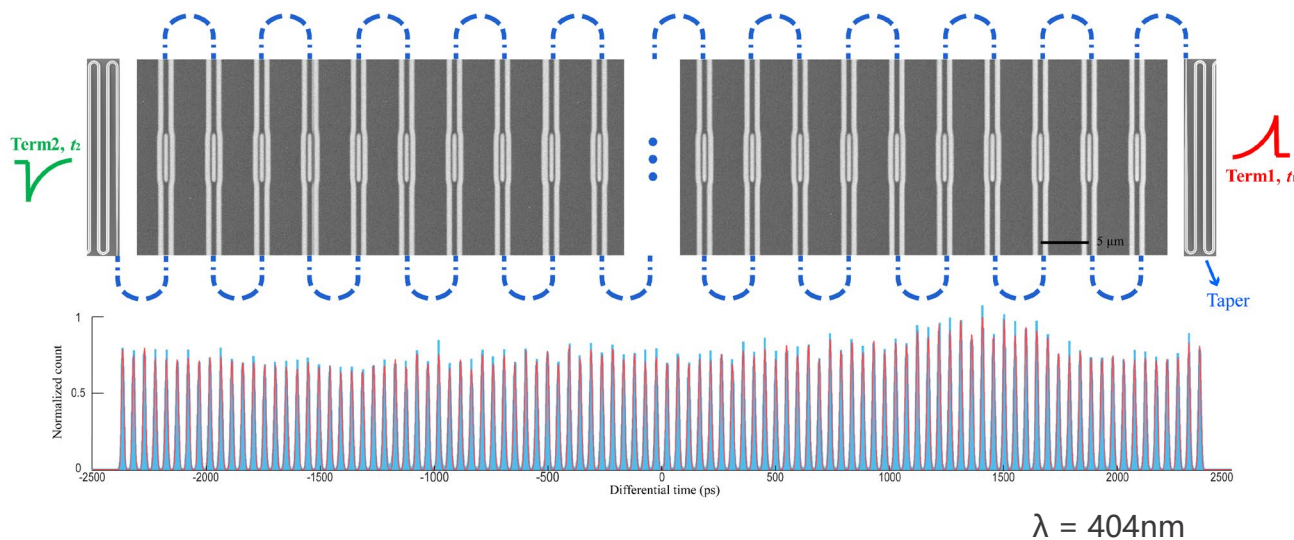 Term2, t₂
Term1, t₁
5 μm
Taper
Normalized count
1
0.5
0
-2500 -2000 -1500 -1000 -500 0 500 1000 1500 2000 2500
Differential time (ps)
λ = 404nm